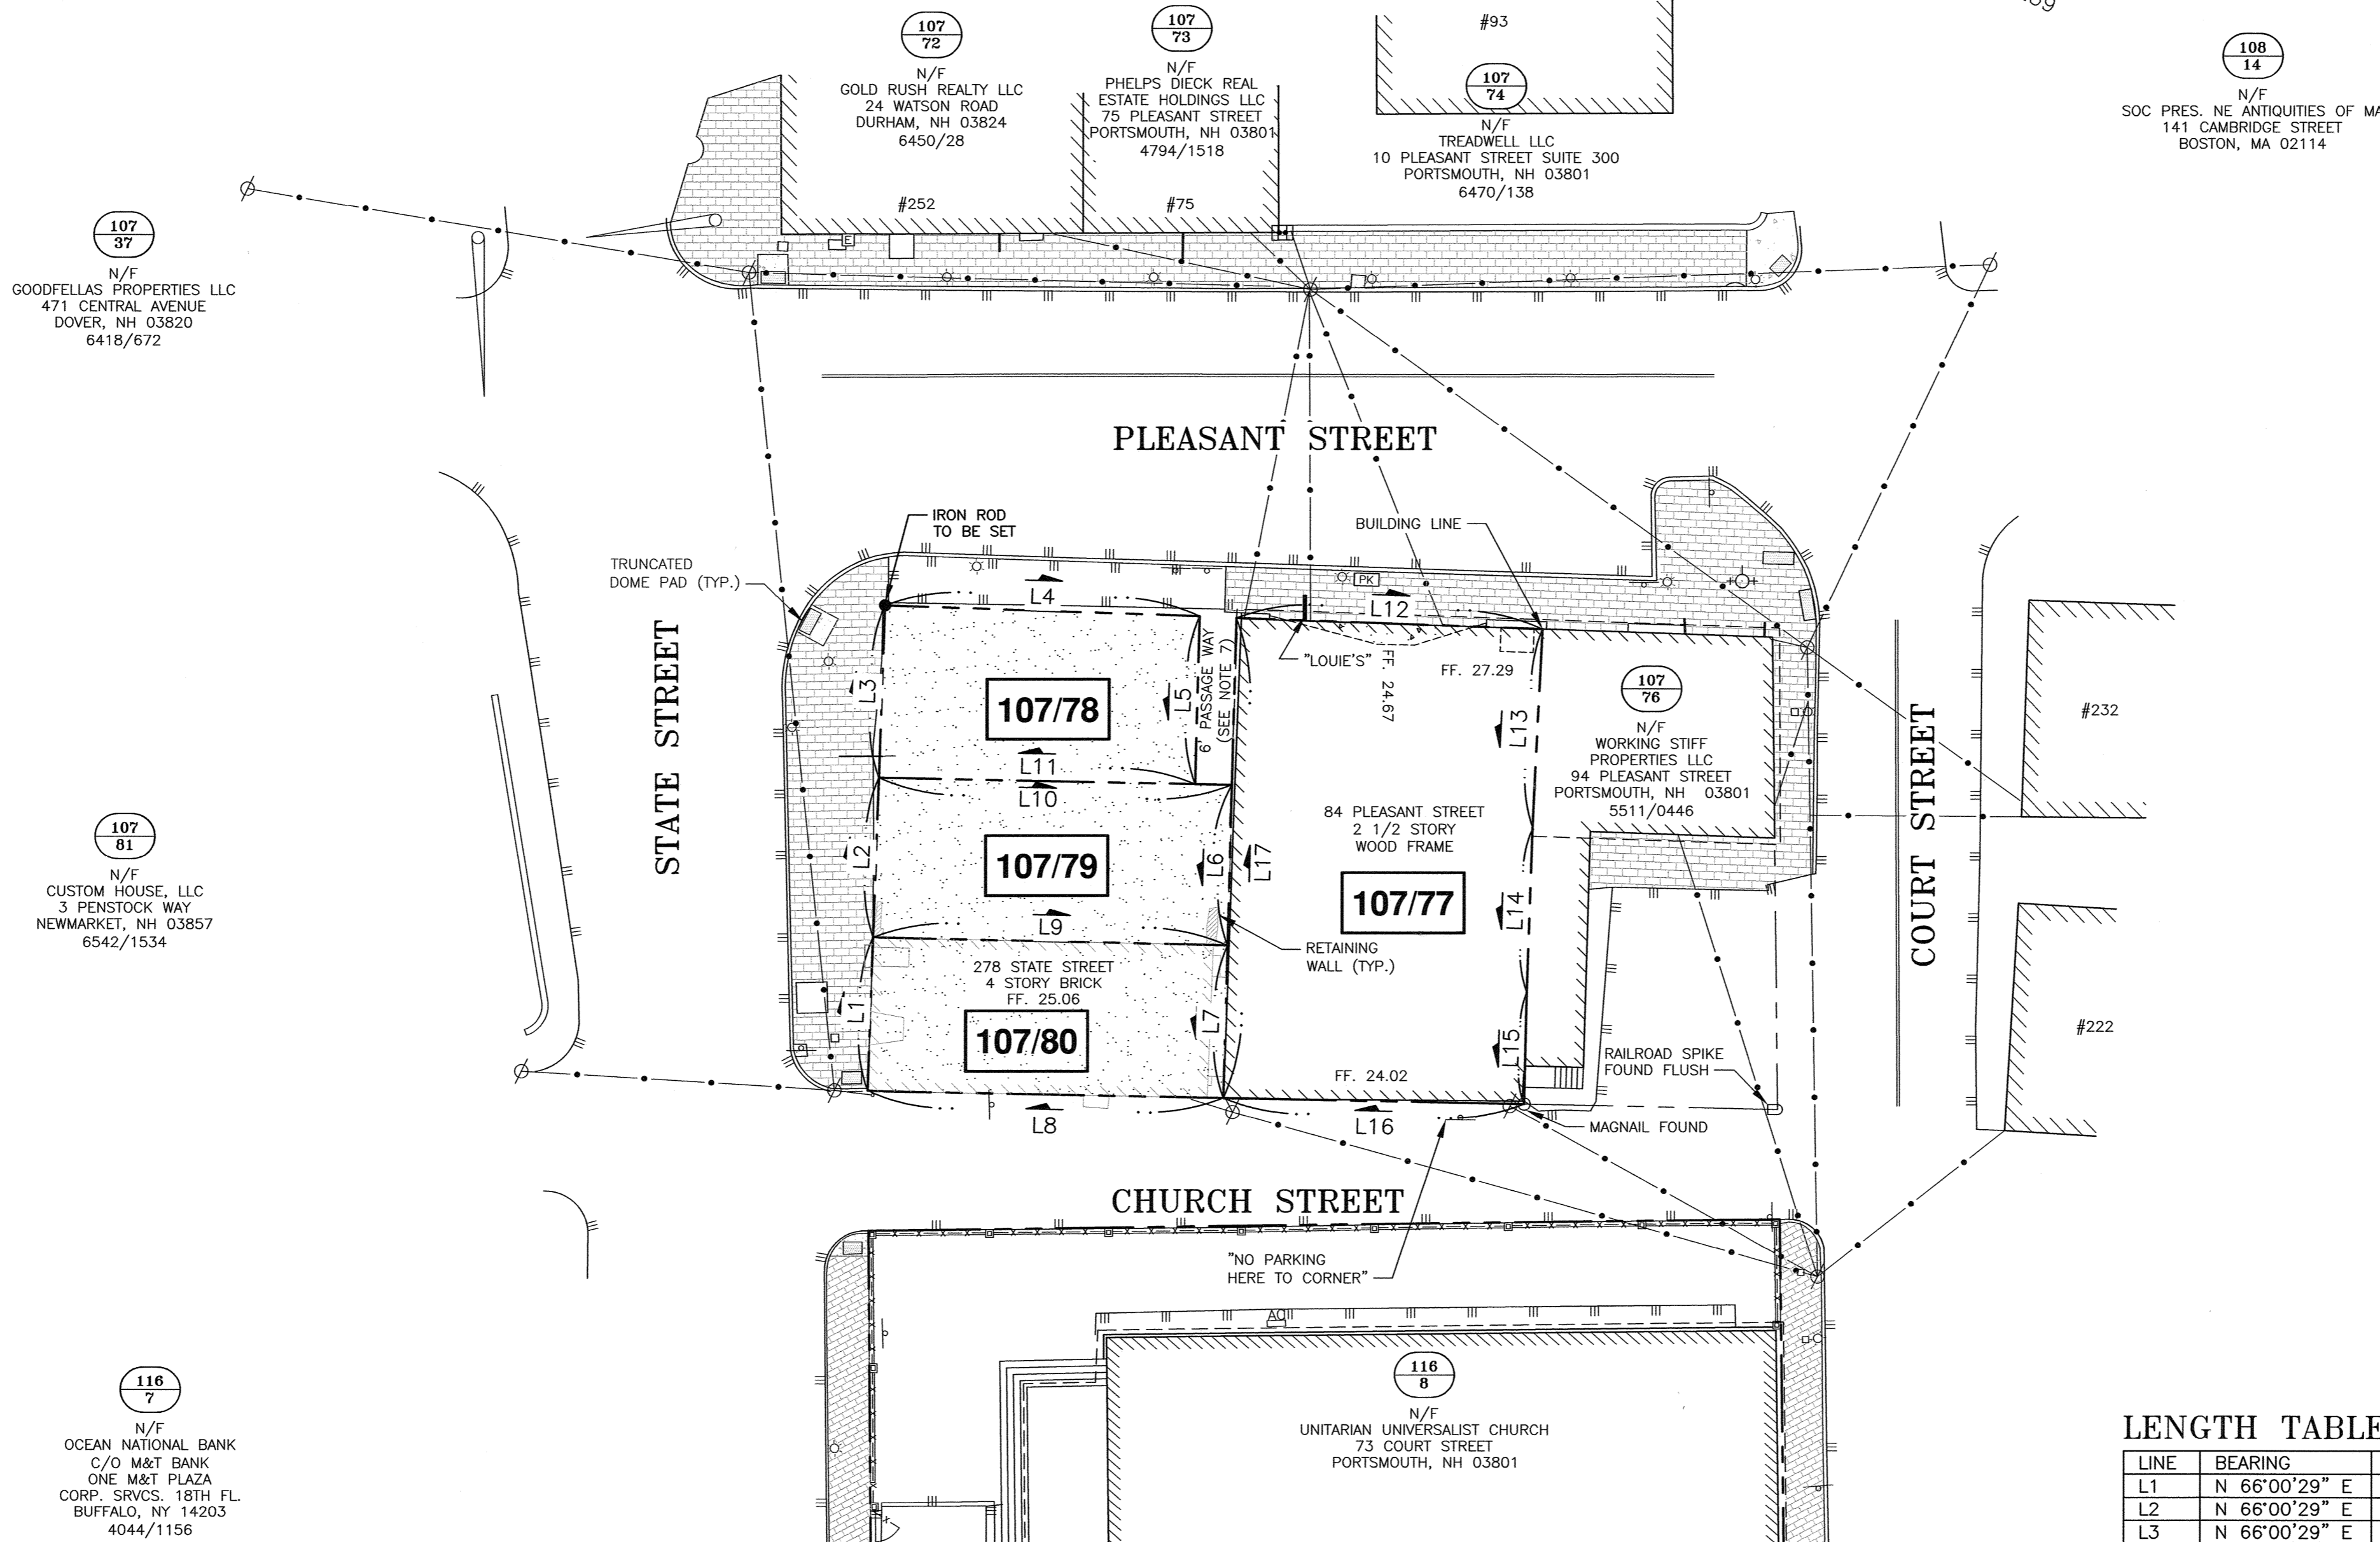 107
72
N/F
GOLD RUSH REALTY LLC
24 WATSON ROAD
DURHAM, NH 03824
6450/28
#252
107
73
N/F
PHELPS DIECK REAL
ESTATE HOLDINGS LLC
75 PLEASANT STREET
PORTSMOUTH, NH 03801
4794/1518
#75
#93
107
74
N/F
TREADWELL LLC
10 PLEASANT STREET SUITE 300
PORTSMOUTH, NH 03801
6470/138
108
14
N/F
SOC PRES. NE ANTIQUITIES OF MA
141 CAMBRIDGE STREET
BOSTON, MA 02114
107
37
N/F
GOODFELLAS PROPERTIES LLC
471 CENTRAL AVENUE
DOVER, NH 03820
6418/672
E
PLEASANT STREET
IRON ROD
TO BE SET
BUILDING LINE
TRUNCATED
DOME PAD (TYP.)
PK
L4
L12
"LOUIE'S"
STATE STREET
L3
107/78
L5
6' PASSAGE WAY
(SEE NOTE 7)
FF. 24.67
FF. 27.29
L13
107
76
N/F
WORKING STIFF
PROPERTIES LLC
94 PLEASANT STREET
PORTSMOUTH, NH 03801
5511/0446
COURT STREET
#232
L11
L10
84 PLEASANT STREET
2 1/2 STORY
WOOD FRAME
107
81
N/F
CUSTOM HOUSE, LLC
3 PENSTOCK WAY
NEWMARKET, NH 03857
6542/1534
L2
107/79
L6
L17
107/77
L14
L9
RETAINING
WALL (TYP.)
278 STATE STREET
4 STORY BRICK
FF. 25.06
L1
107/80
L7
L15
FF. 24.02
RAILROAD SPIKE
FOUND FLUSH
#222
L8
L16
MAGNAIL FOUND
CHURCH STREET
"NO PARKING
HERE TO CORNER"
AC
116
8
N/F
UNITARIAN UNIVERSALIST CHURCH
73 COURT STREET
PORTSMOUTH, NH 03801
116
7
N/F
OCEAN NATIONAL BANK
C/O M&T BANK
ONE M&T PLAZA
CORP. SRVCS. 18TH FL.
BUFFALO, NY 14203
4044/1156
LENGTH TABLE
LINE BEARING
L1 N 66°00'29" E
L2 N 66°00'29" E
L3 N 66°00'29" E